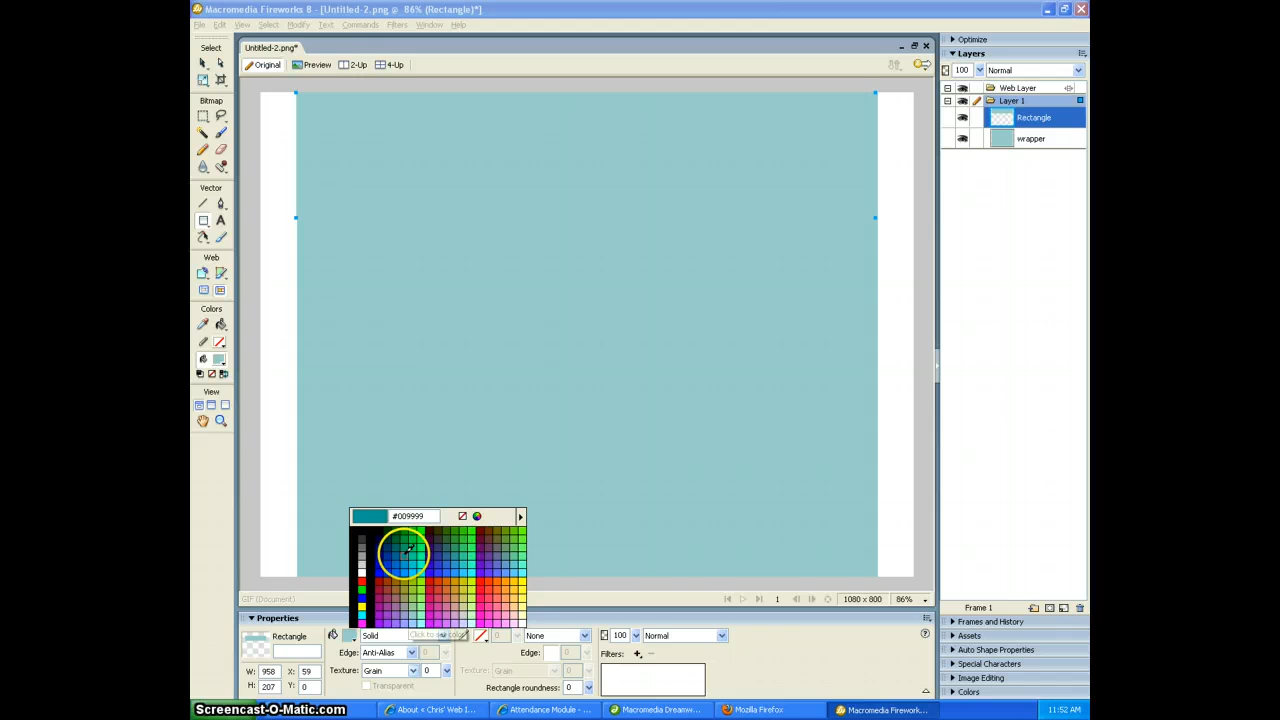 Macromedia Fireworks 8 - [Untitled-2.png @ 86% (Rectangle)*]
File Edit View Select Modify Text Commands Filters Window Help
Select
Bitmap
Vector
A
Web
Colors
View
Untitled-2.png*
Original Preview 2-Up 4-Up
Optimize
Layers
100 Normal
Web Layer
Layer 1
Rectangle
wrapper
#009999
GIF (Document)
1 1080 x 800 86%
Frame 1
Frames and History
Assets
Auto Shape Properties
Special Characters
Image Editing
Colors
Properties
Rectangle
Solid
0 None
100 Normal
?
Edge: Anti-Alias 0
Edge: 0
Filters:
Texture: Grain 0
Texture: Grain 0
Transparent
W: 958 X: 59
H: 207 Y: 0
Rectangle roundness: 0
Screencast-O-Matic.com
About « Chris' Web I...
Attendance Module - ...
Macromedia Dreamw...
Mozilla Firefox
Macromedia Firework...
11:52 AM